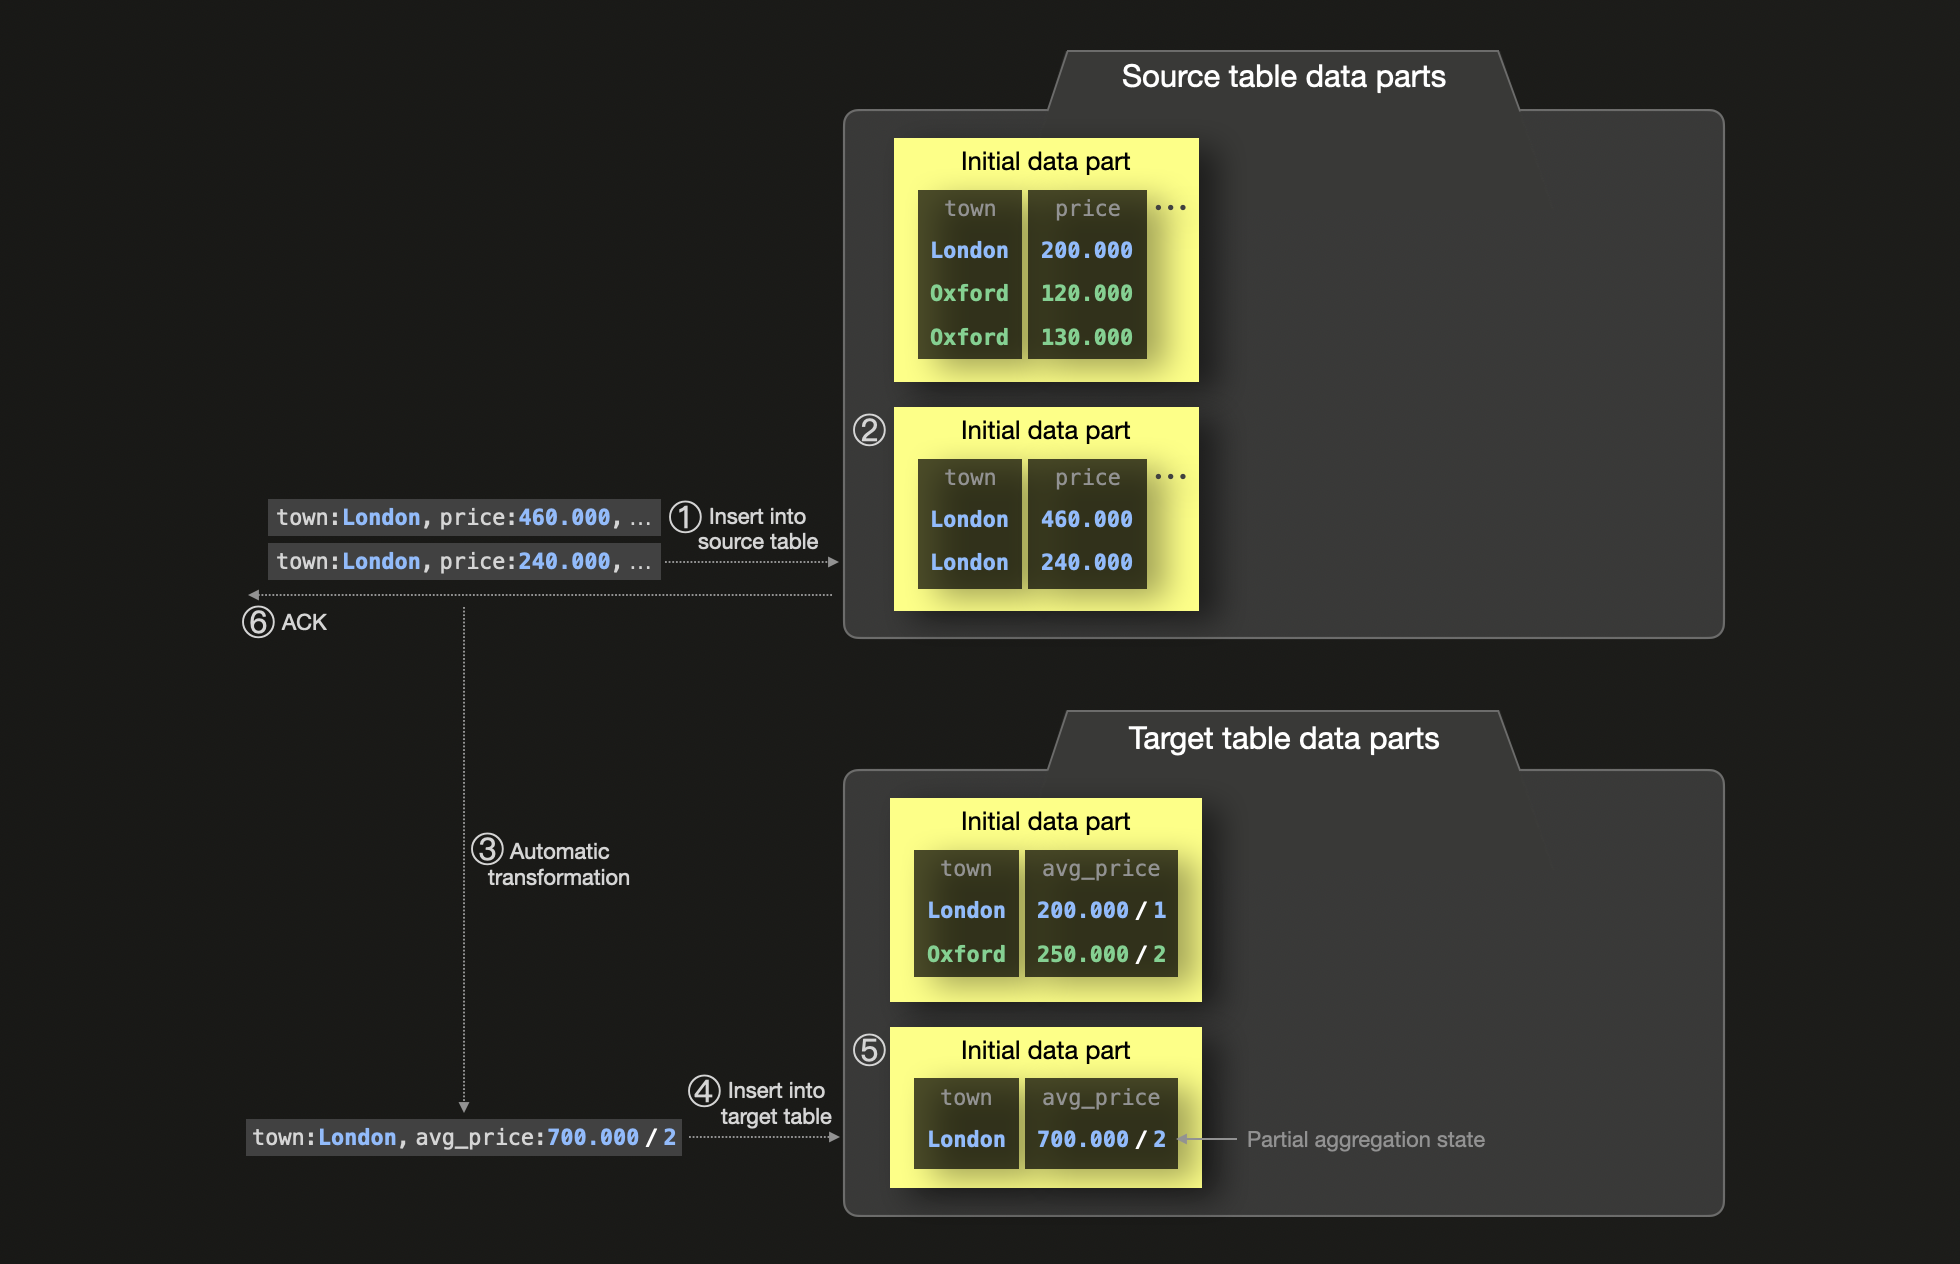 Source table data parts
Initial data part
town price ...
London 200.000
Oxford 120.000
Oxford 130.000
② Initial data part
town price ...
London 460.000
London 240.000
town:London, price:460.000, ...
town:London, price:240.000, ...
① Insert into
source table
⑥ ACK
③ Automatic
transformation
Target table data parts
Initial data part
town avg_price
London 200.000 / 1
Oxford 250.000 / 2
⑤ Initial data part
town avg_price
London 700.000 / 2
Partial aggregation state
④ Insert into
target table
town:London, avg_price:700.000 / 2